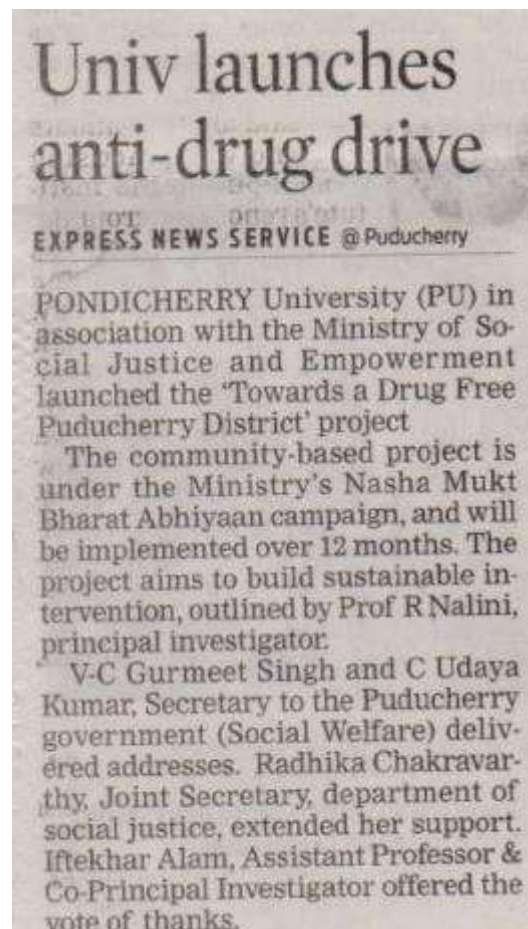 Univ launches
anti-drug drive
EXPRESS NEWS SERVICE @ Puducherry
PONDICHERRY University (PU) in
association with the Ministry of So-
cial Justice and Empowerment
launched the ‘Towards a Drug Free
Puducherry District’ project
The community-based project is
under the Ministry’s Nasha Mukt
Bharat Abhiyaan campaign, and will
be implemented over 12 months. The
project aims to build sustainable in-
tervention, outlined by Prof R Nalini,
principal investigator.
V-C Gurmeet Singh and C Udaya
Kumar, Secretary to the Puducherry
government (Social Welfare) deliv-
ered addresses. Radhika Chakravar-
thy, Joint Secretary, department of
social justice, extended her support.
Iftekhar Alam, Assistant Professor &
Co-Principal Investigator offered the
vote of thanks.